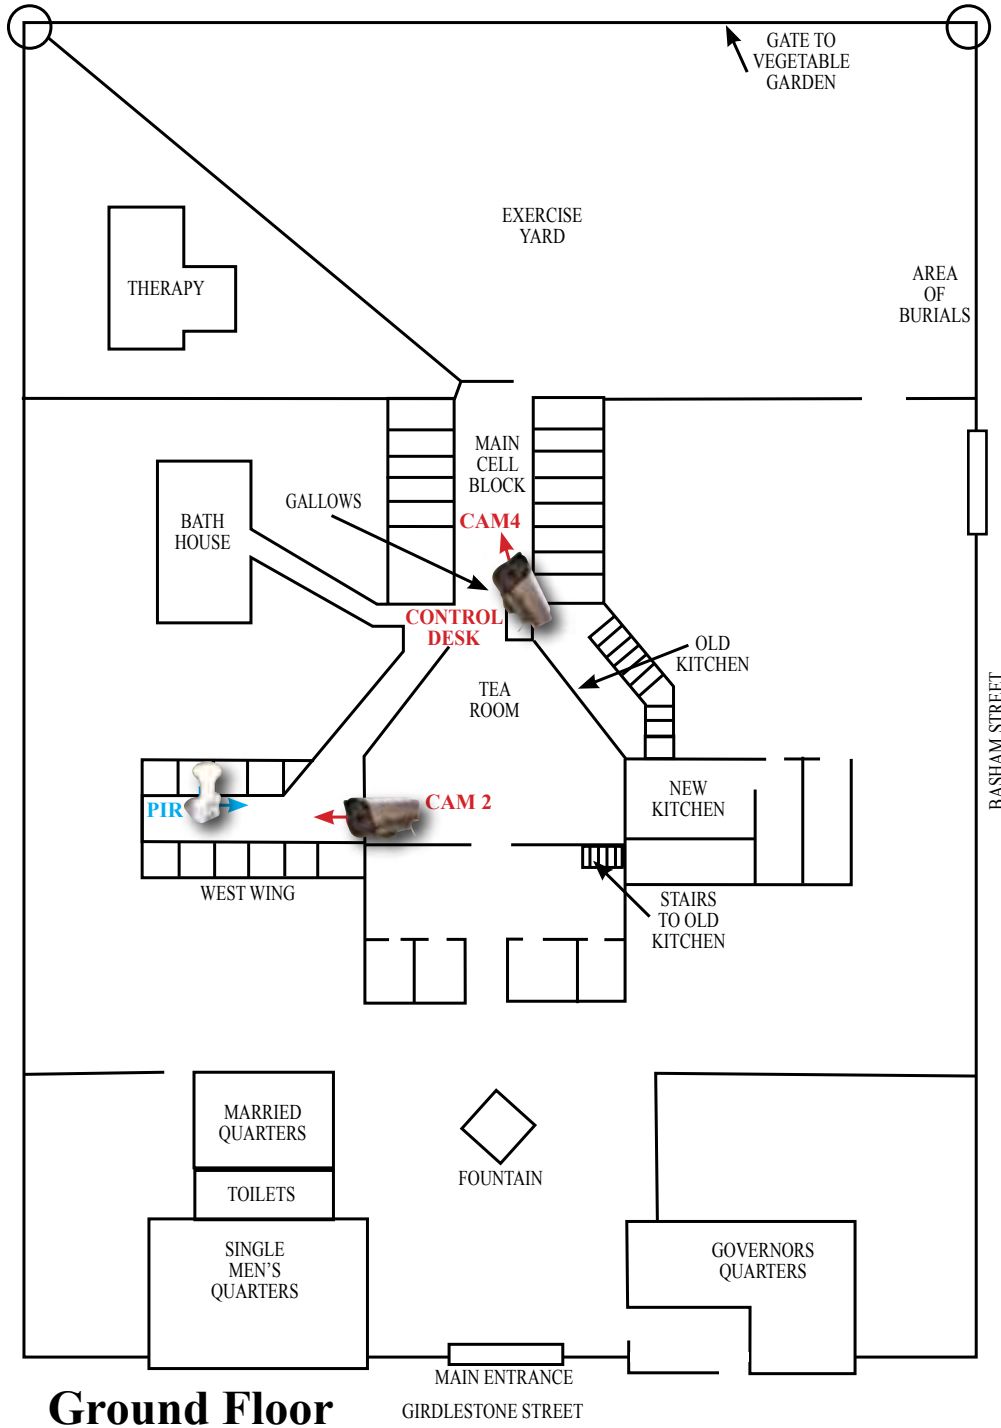 GATE TO
VEGETABLE
GARDEN
EXERCISE
YARD
THERAPY
AREA
OF
BURIALS
MAIN
CELL
BLOCK
GALLOWS
CAM4
BATH
HOUSE
CONTROL
DESK
OLD
KITCHEN
TEA
ROOM
BASHAM STREET
NEW
KITCHEN
PIR
CAM 2
WEST WING
STAIRS
TO OLD
KITCHEN
MARRIED
QUARTERS
FOUNTAIN
TOILETS
SINGLE
MEN'S
QUARTERS
GOVERNORS
QUARTERS
MAIN ENTRANCE
Ground Floor
GIRDLESTONE STREET